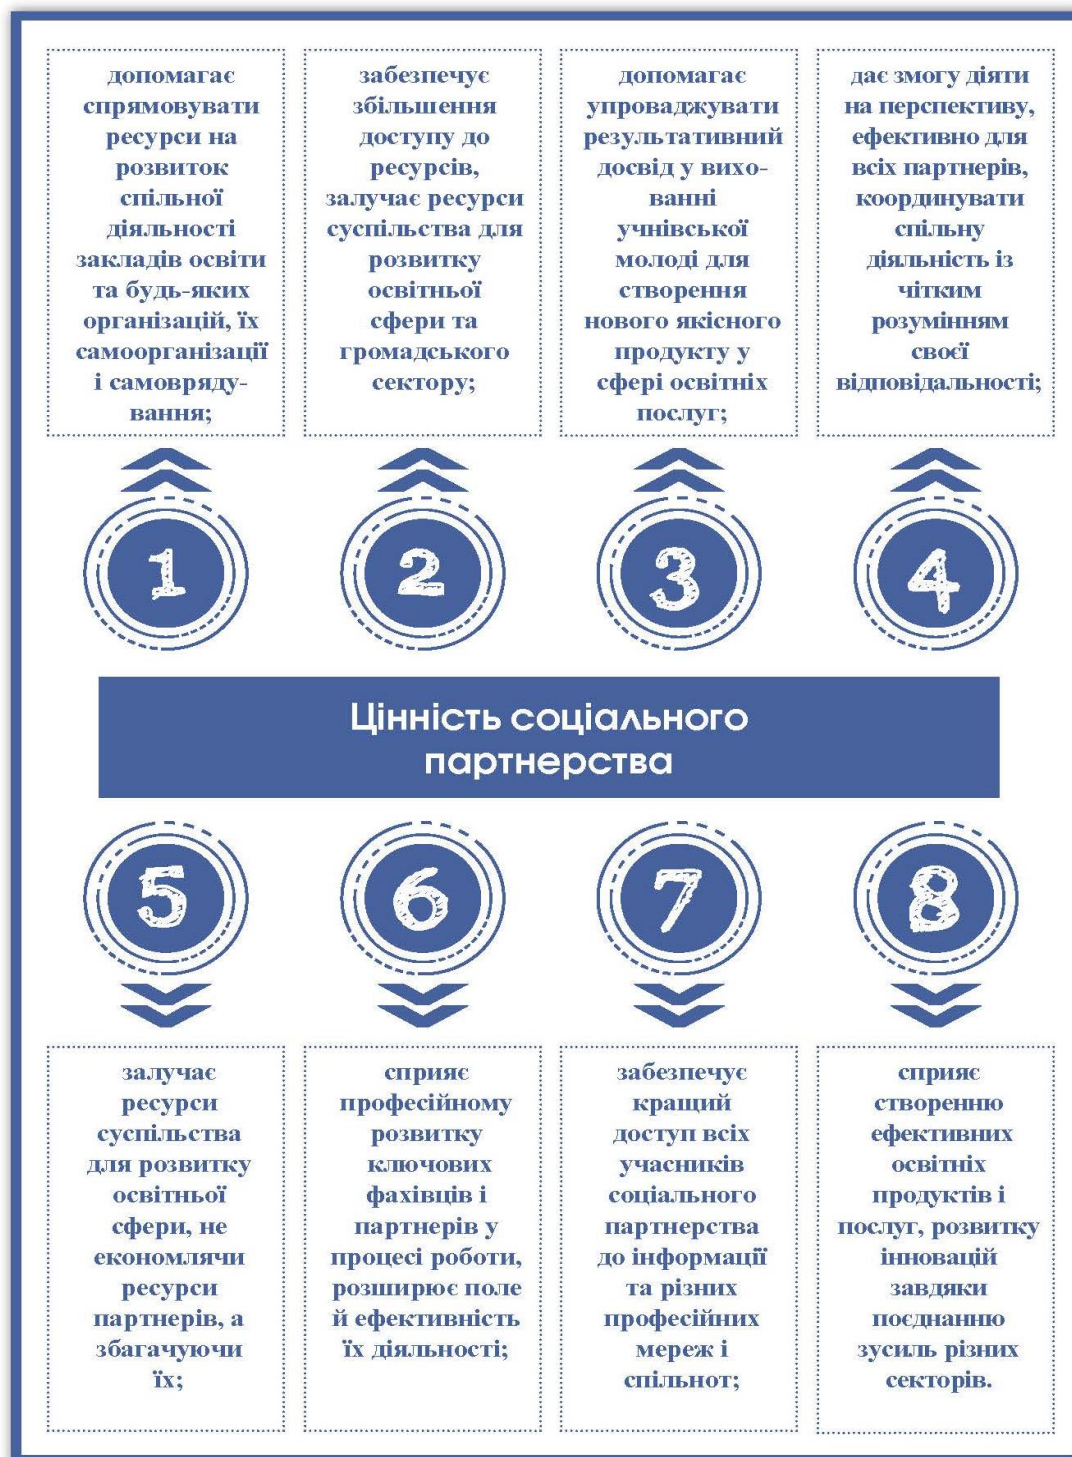 допомагає
спрямовувати
ресурси на
розвиток
спільної
діяльності
закладів освіти
та будь-яких
організацій, їх
самоорганізації
і самовряду-
вання;
забезпечує
збільшення
доступу до
ресурсів,
залучає ресурси
суспільства для
розвитку
освітньої
сфери та
громадського
сектору;
допомагає
упроваджувати
результативний
досвід у вихо-
ванні
учнівської
молоді для
створення
нового якісного
продукту у
сфері освітніх
послуг;
дає змогу діяти
на перспективу,
ефективно для
всіх партнерів,
координувати
спільну
діяльність із
чітким
розумінням
своєї
відповідальності;
1
2
3
4
Цінність соціального
партнерства
5
6
7
8
залучає
ресурси
суспільства
для розвитку
освітньої
сфери, не
економлячи
ресурси
партнерів, а
збагачуючи
їх;
сприяє
професійному
розвитку
ключових
фахівців і
партнерів у
процесі роботи,
розширює поле
й ефективність
їх діяльності;
забезпечує
кращий
доступ всіх
учасників
соціального
партнерства
до інформації
та різних
професійних
мереж і
спільнот;
сприяє
створенню
ефективних
освітніх
продуктів і
послуг, розвитку
інновацій
завдяки
поєднанню
зусиль різних
секторів.